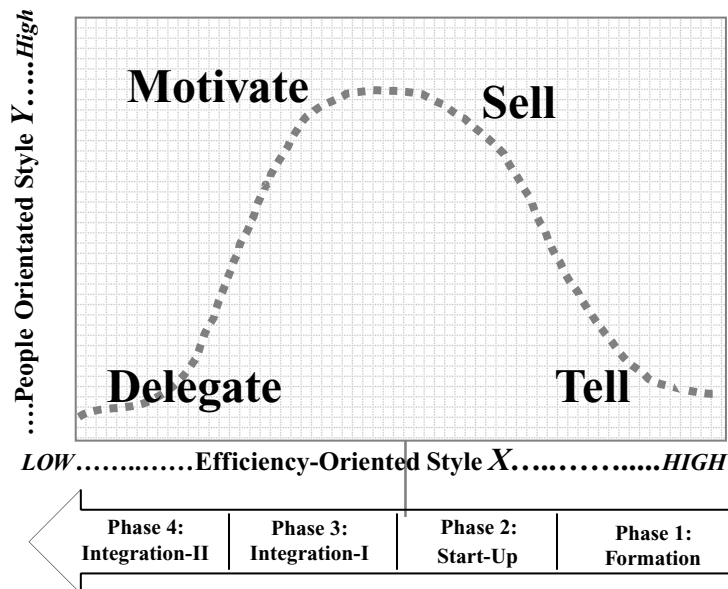 ....People Orientated Style Y…..High
Motivate
Sell
Delegate
Tell
LOW……..……Efficiency-Oriented Style X…..…….......HIGH
Phase 4:
Integration-II
Phase 3:
Integration-I
Phase 2:
Start-Up
Phase 1:
Formation